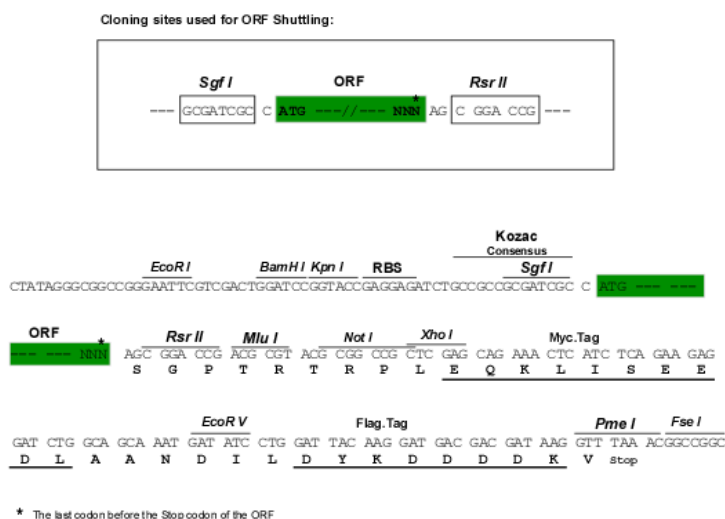 Cloning sites used for ORF Shuttling:
Sgf I ORF Rsr II
*
--- GCGATCGC C ATG ---//--- NNN AG C GGA CCG ---
Kozac
Consensus
EcoR I BamH I Kpn I RBS Sgf I
CTATAGGGCGGCCGGGAATTCGTCGACTGGATCCGGTACCGAGGAGATCTGCCGCCGCGATCGC C ATG --- ---
ORF * Rsr II Mlu I Not I Xho I Myc.Tag
--- --- NNN AGC GGA CCG ACG CGT ACG CGG CCG CTC GAG CAG AAA CTC ATC TCA GAA GAG
S G P T R T R P L E Q K L I S E E
EcoR V Flag.Tag Pme I Fse I
GAT CTG GCA GCA AAT GAT ATC CTG GAT TAC AAG GAT GAC GAC GAT AAG GTT TAA ACGGCCGGC
D L A A N D I L D Y K D D D D K V Stop
* The last codon before the Stop codon of the ORF